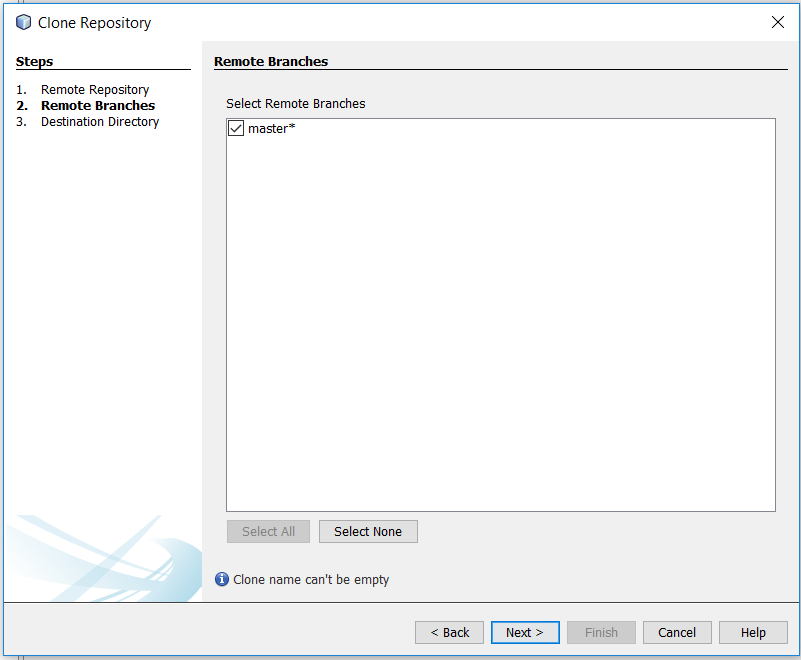 Clone Repository
Steps
1. Remote Repository
2. Remote Branches
3. Destination Directory
Remote Branches
Select Remote Branches
master*
Select All
Select None
Clone name can't be empty
< Back
Next >
Finish
Cancel
Help